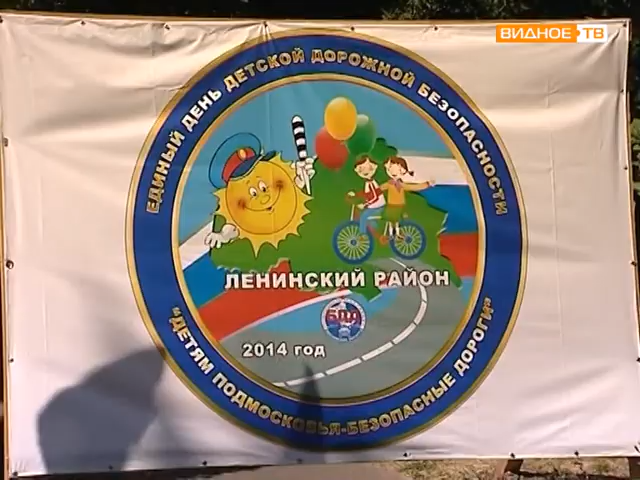 ВИДНОЕ ТВ
ЕДИНЫЙ ДЕНЬ ДЕТСКОЙ ДОРОЖНОЙ БЕЗОПАСНОСТИ
ЛЕНИНСКИЙ РАЙОН
БДД
2014 год
"ДЕТЯМ ПОДМОСКОВЬЯ-БЕЗОПАСНЫЕ ДОРОГИ"